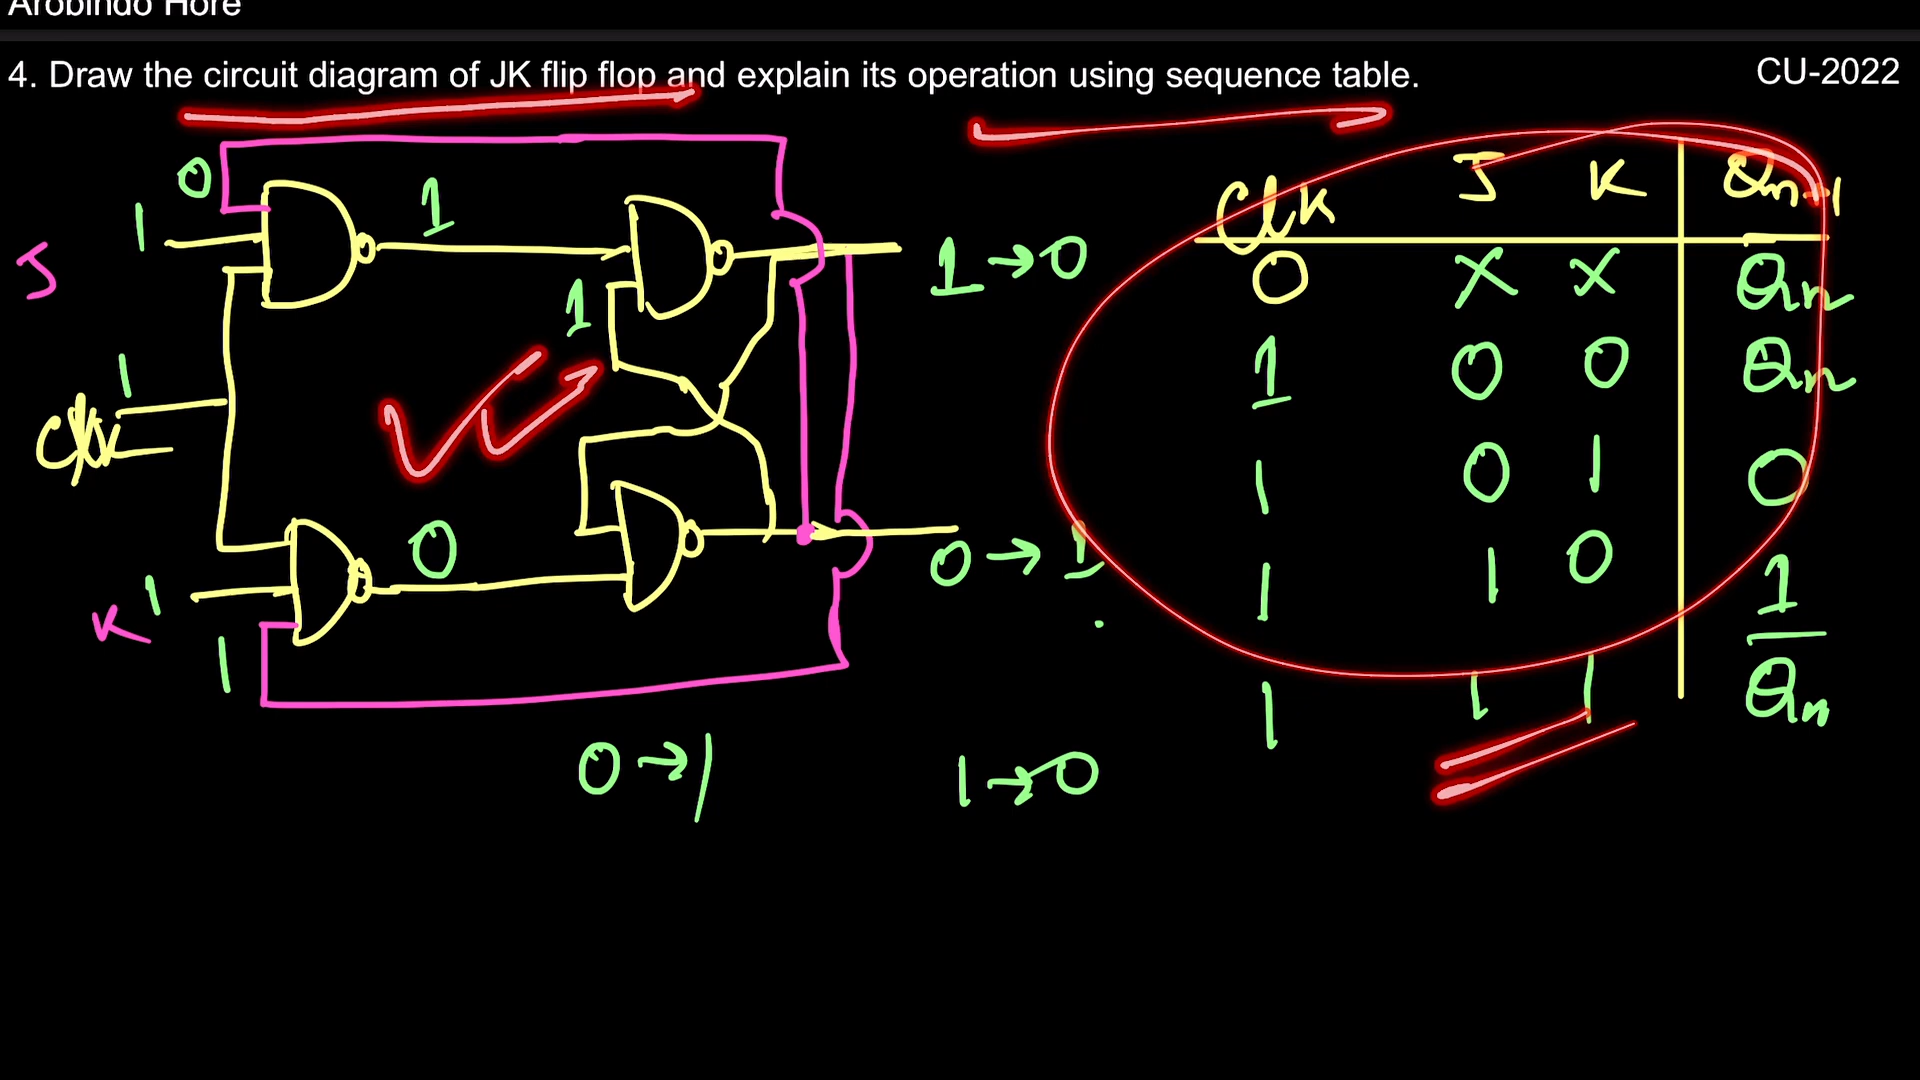 Arobindo Hore
4. Draw the circuit diagram of JK flip flop and explain its operation using sequence table. CU-2022
0
1
J
1
1
1 → 0
1
Clk
K
1
1
0
0 → 1
0 → 1
1 → 0
Clk J K Qn+1
0 X X Qn
1 0 0 Qn
1 0 1 0
1 1 0 1
1 1 1 Q̅n